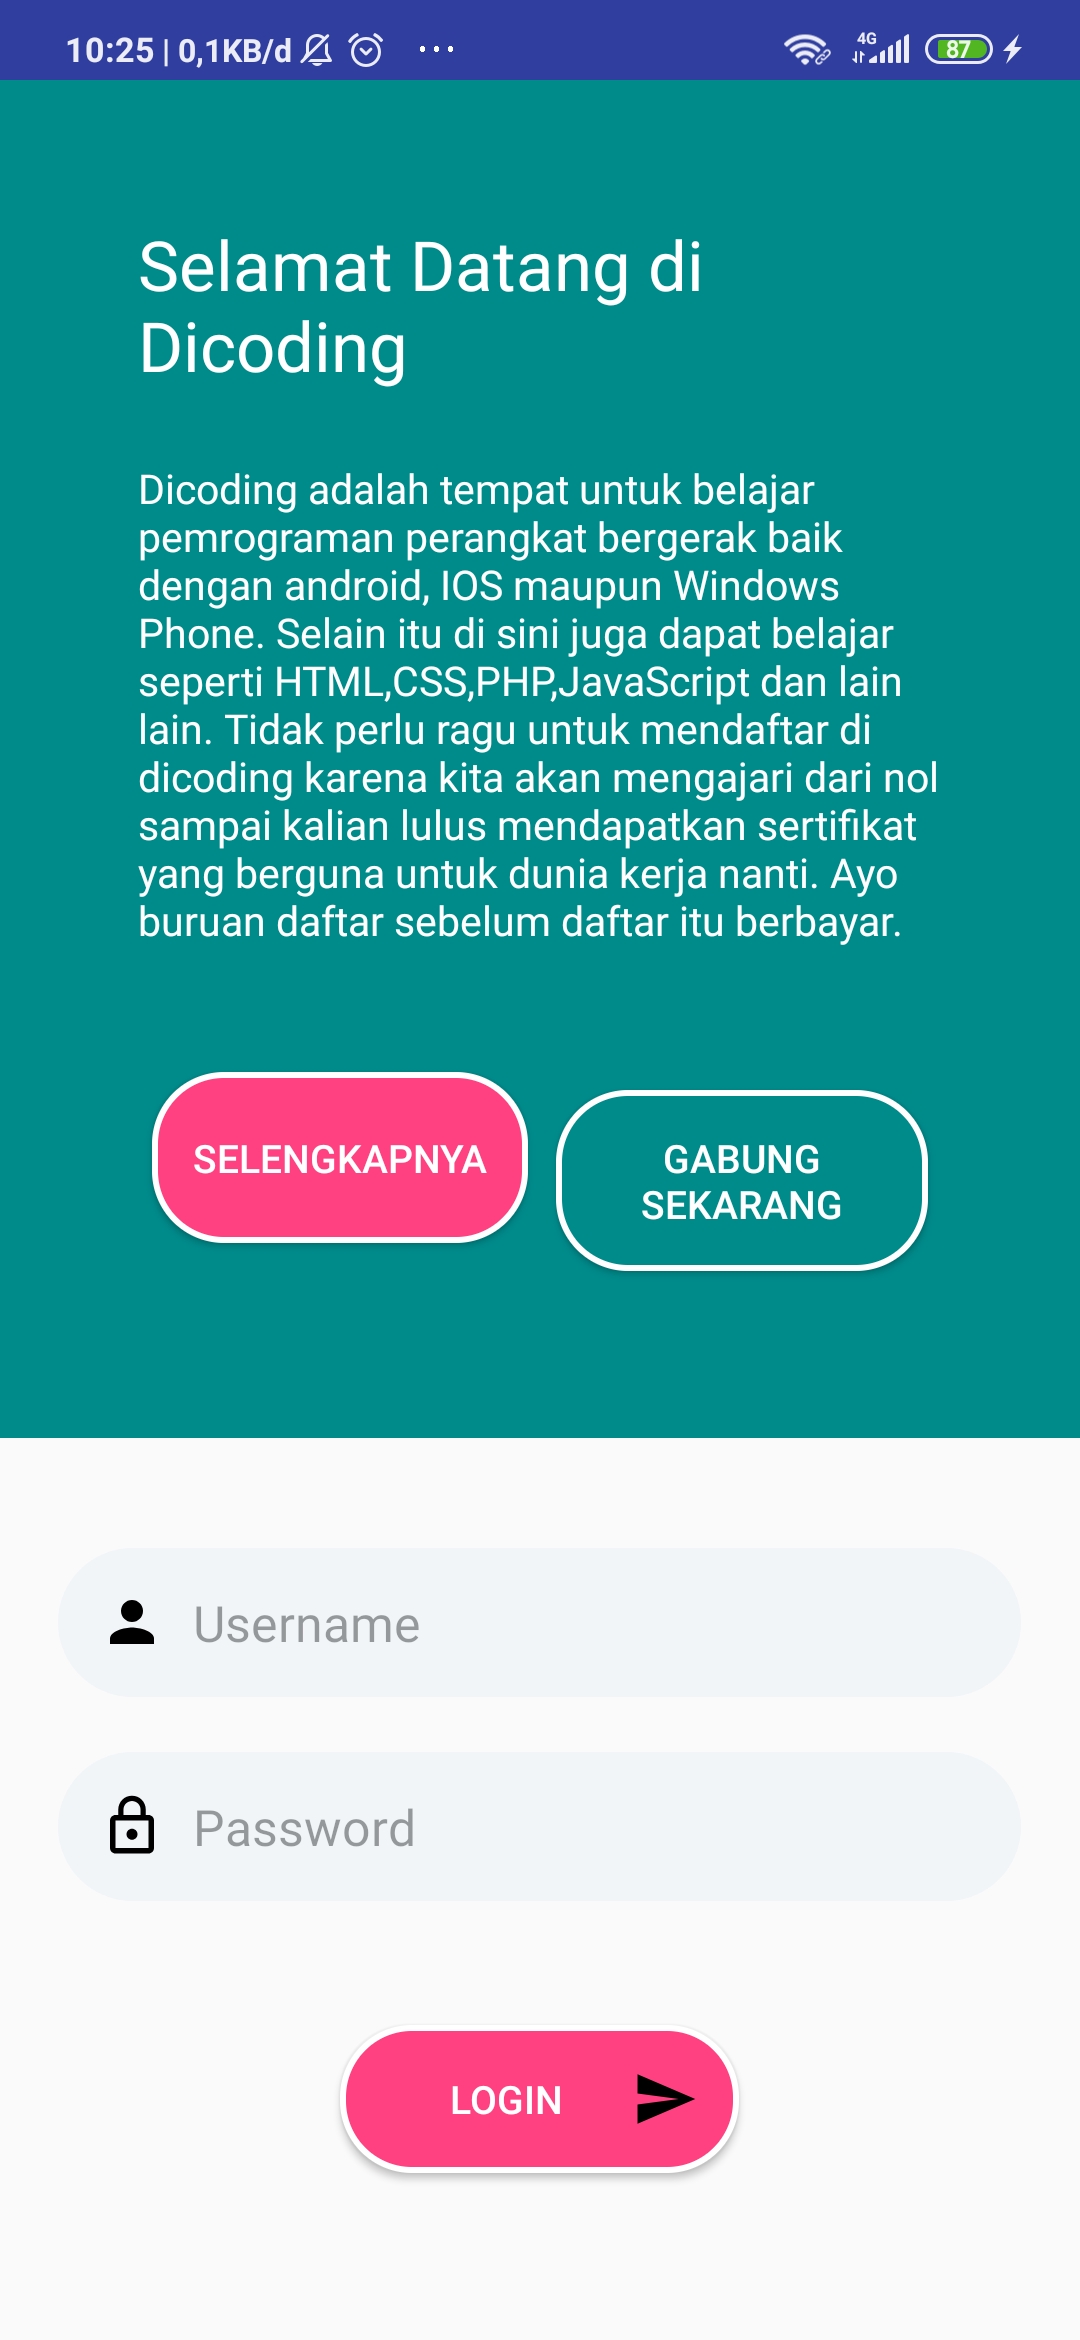 10:25 | 0,1KB/d
4G
87
Selamat Datang di
Dicoding
Dicoding adalah tempat untuk belajar
pemrograman perangkat bergerak baik
dengan android, IOS maupun Windows
Phone. Selain itu di sini juga dapat belajar
seperti HTML,CSS,PHP,JavaScript dan lain
lain. Tidak perlu ragu untuk mendaftar di
dicoding karena kita akan mengajari dari nol
sampai kalian lulus mendapatkan sertifikat
yang berguna untuk dunia kerja nanti. Ayo
buruan daftar sebelum daftar itu berbayar.
SELENGKAPNYA
GABUNG
SEKARANG
Username
Password
LOGIN